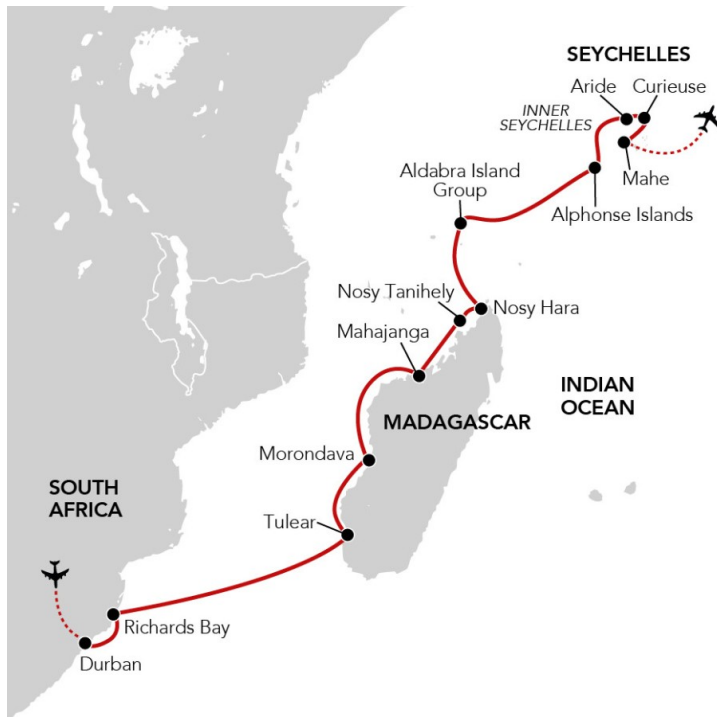 SEYCHELLES
Aride
Curieuse
INNER
SEYCHELLES
Mahe
Aldabra Island
Group
Alphonse Islands
Nosy Tanihely
Nosy Hara
Mahajanga
INDIAN
OCEAN
MADAGASCAR
Morondava
SOUTH
AFRICA
Tulear
Richards Bay
Durban